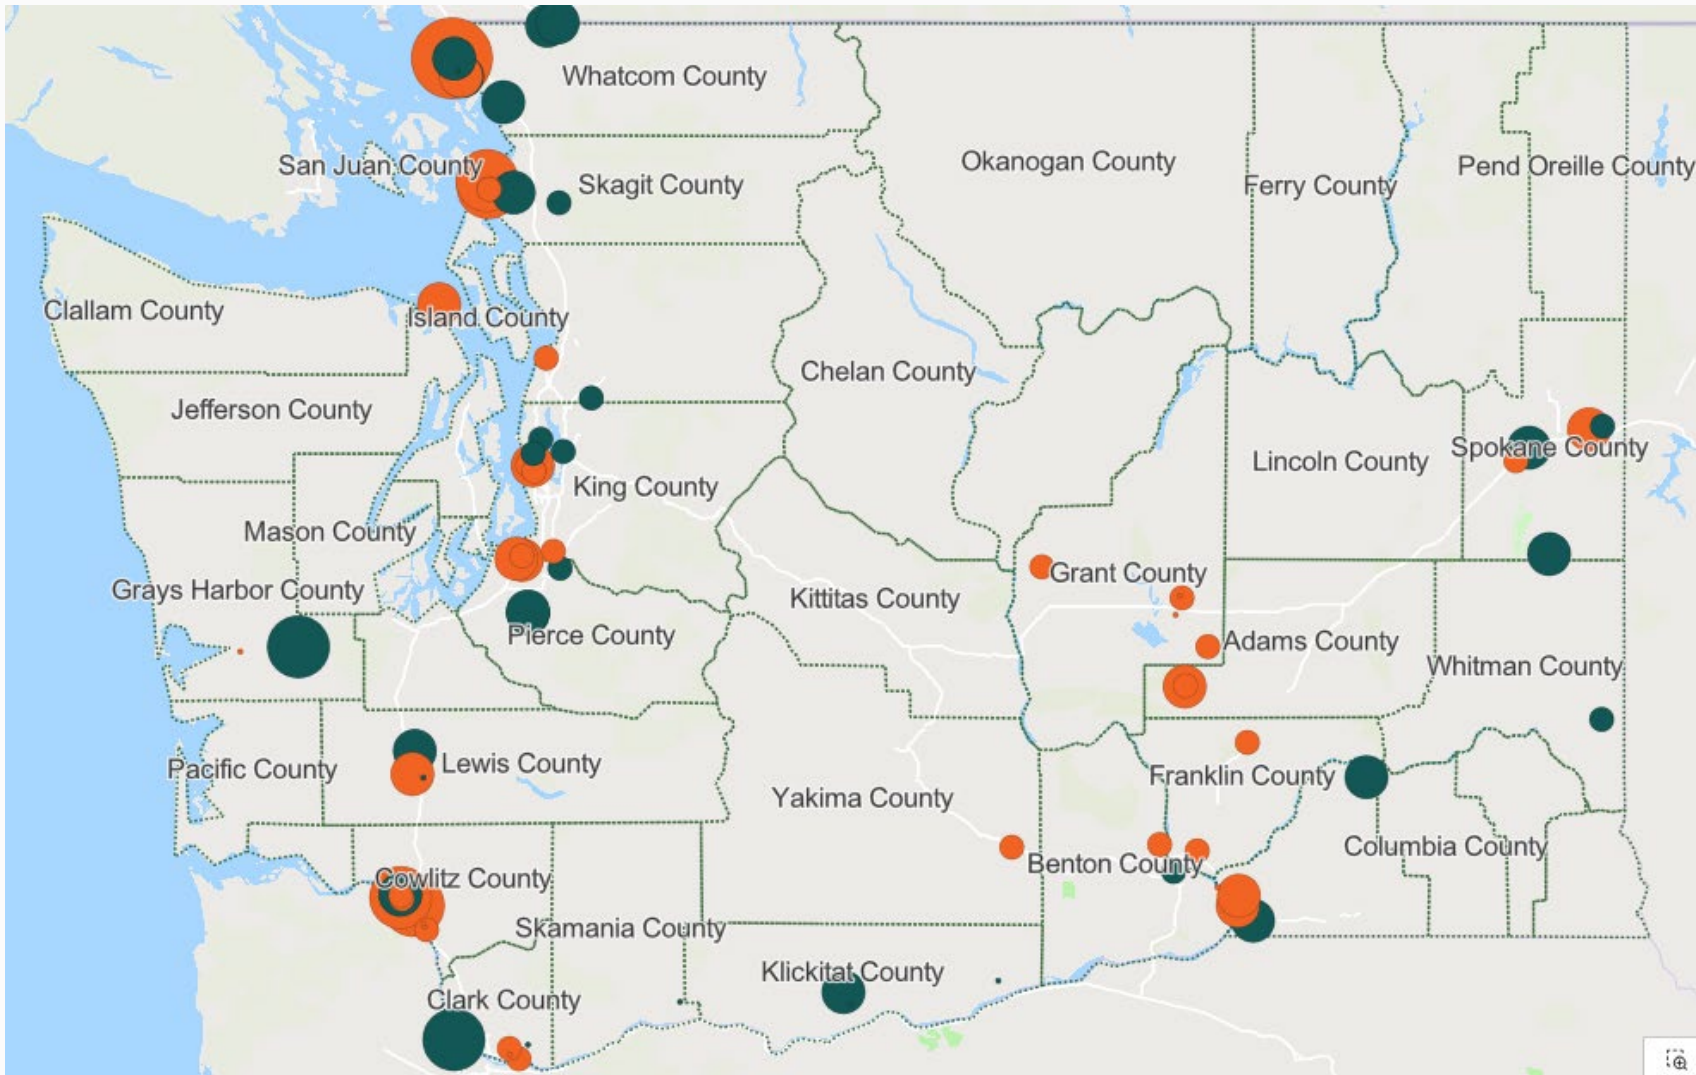 Whatcom County
San Juan County
Skagit County
Okanogan County
Ferry County
Pend Oreille County
Clallam County
Island County
Chelan County
Jefferson County
Lincoln County
Spokane County
King County
Mason County
Grays Harbor County
Grant County
Kittitas County
Pierce County
Adams County
Whitman County
Pacific County
Lewis County
Yakima County
Franklin County
Columbia County
Benton County
Cowlitz County
Skamania County
Klickitat County
Clark County